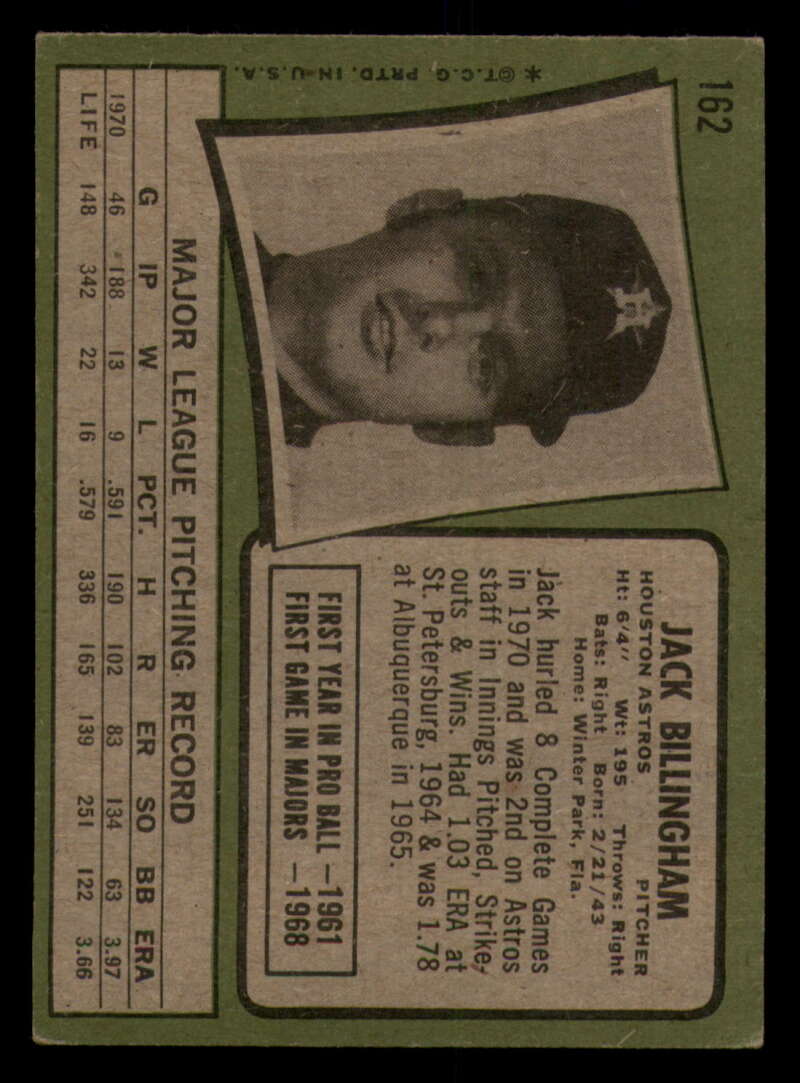 162
* ©T.C.G. PRTD. IN U.S.A.
JACK BILLINGHAM
HOUSTON ASTROS PITCHER
Ht: 6'4" Wt: 195 Throws: Right
Bats: Right Born: 2/21/43
Home: Winter Park, Fla.
Jack hurled 8 Complete Games
in 1970 and was 2nd on Astros
staff in Innings Pitched, Strike-
outs & Wins. Had 1.03 ERA at
St. Petersburg, 1964 & was 1.78
at Albuquerque in 1965.
FIRST YEAR IN PRO BALL — 1961
FIRST GAME IN MAJORS — 1968
MAJOR LEAGUE PITCHING RECORD
G IP W L PCT. H R ER SO BB ERA
1970 46 188 13 9 .591 190 102 83 134 63 3.97
LIFE 148 342 22 16 .579 336 165 139 251 122 3.66